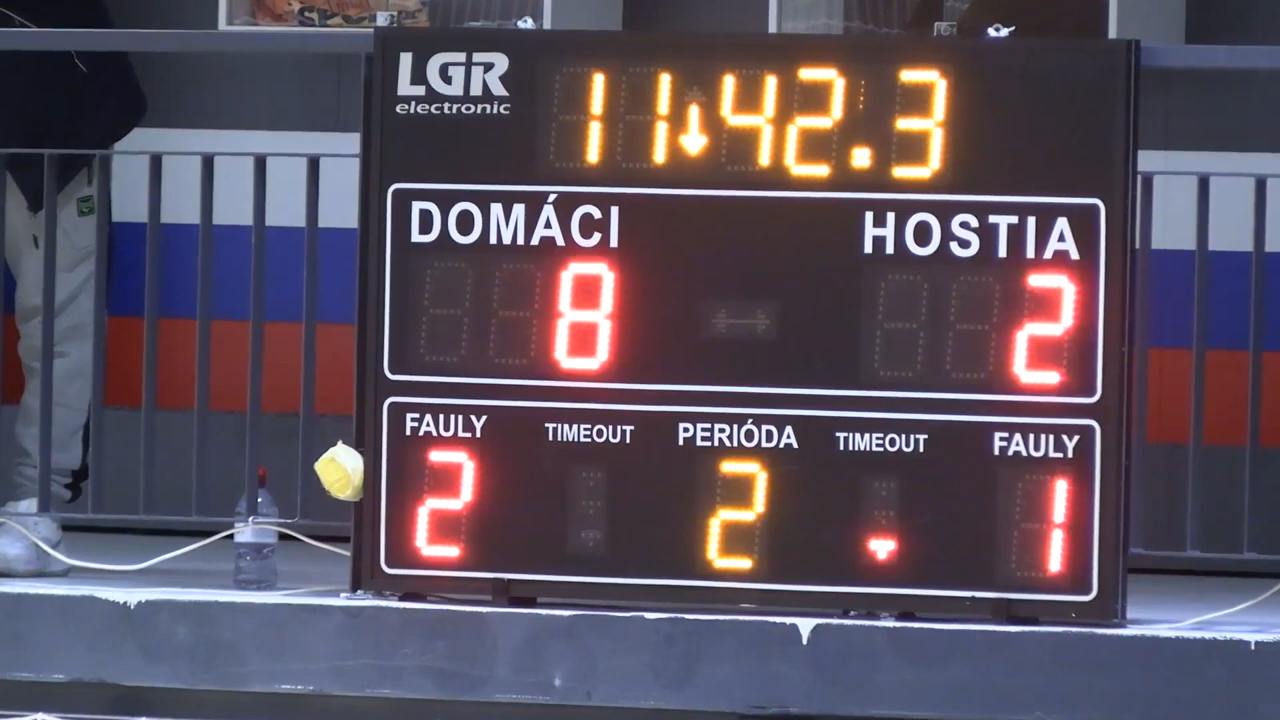 LGR
electronic
11 42.3
DOMÁCI HOSTIA
8 2
FAULY TIMEOUT PERIÓDA TIMEOUT FAULY
2 2 1